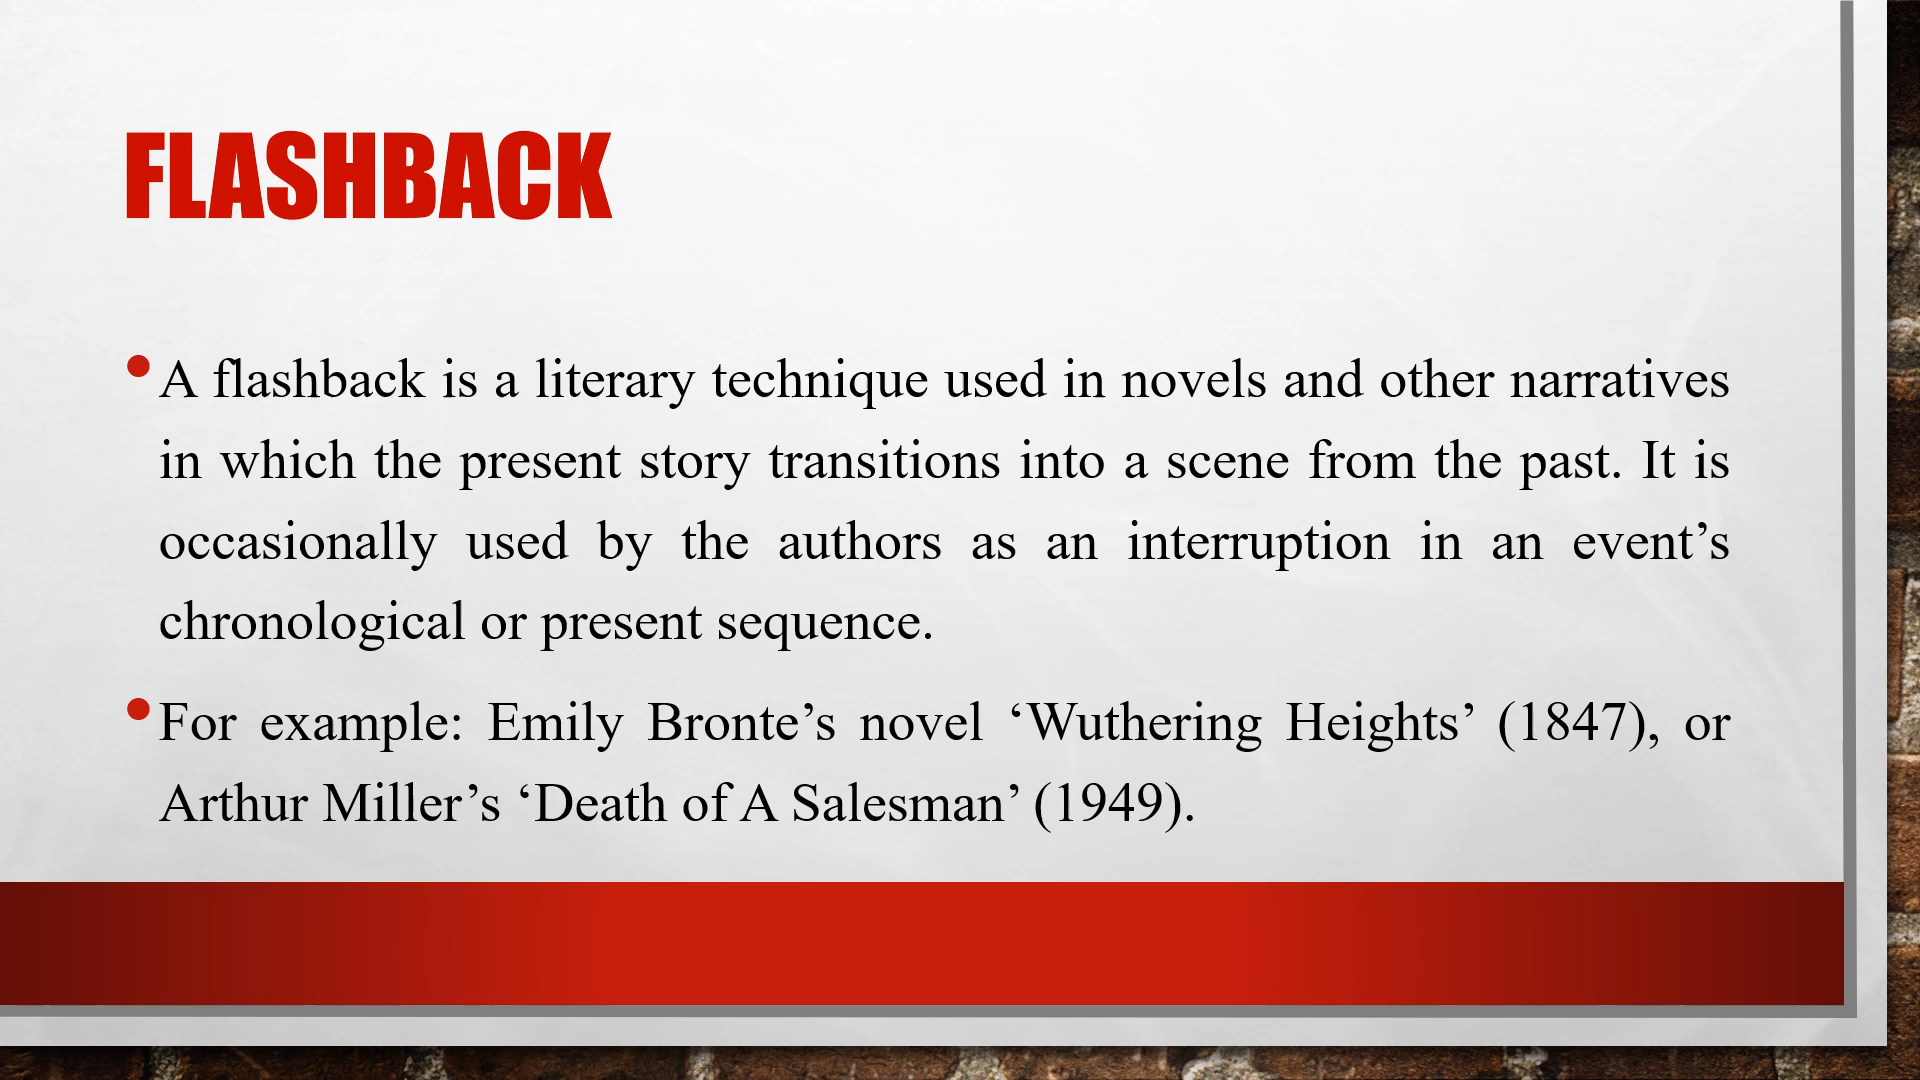 FLASHBACK
• A flashback is a literary technique used in novels and other narratives
in which the present story transitions into a scene from the past. It is
occasionally used by the authors as an interruption in an event’s
chronological or present sequence.
• For example: Emily Bronte’s novel ‘Wuthering Heights’ (1847), or
Arthur Miller’s ‘Death of A Salesman’ (1949).